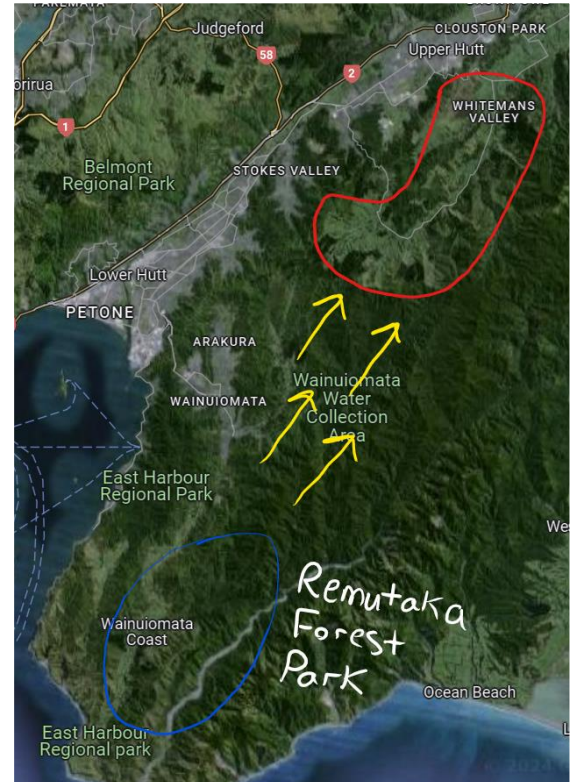 PAREMATA
Judgeford
CLOUSTON PARK
58
Upper Hutt
2
orirua
WHITEMANS
VALLEY
1
Belmont
Regional Park
STOKES VALLEY
Lower Hutt
PETONE
ARAKURA
Wainuiomata
Water
Collection
Area
WAINUIOMATA
East Harbour
Regional Park
We
Remutaka
Forest
Park
Wainuiomata
Coast
Ocean Beach
East Harbour
Regional park
L